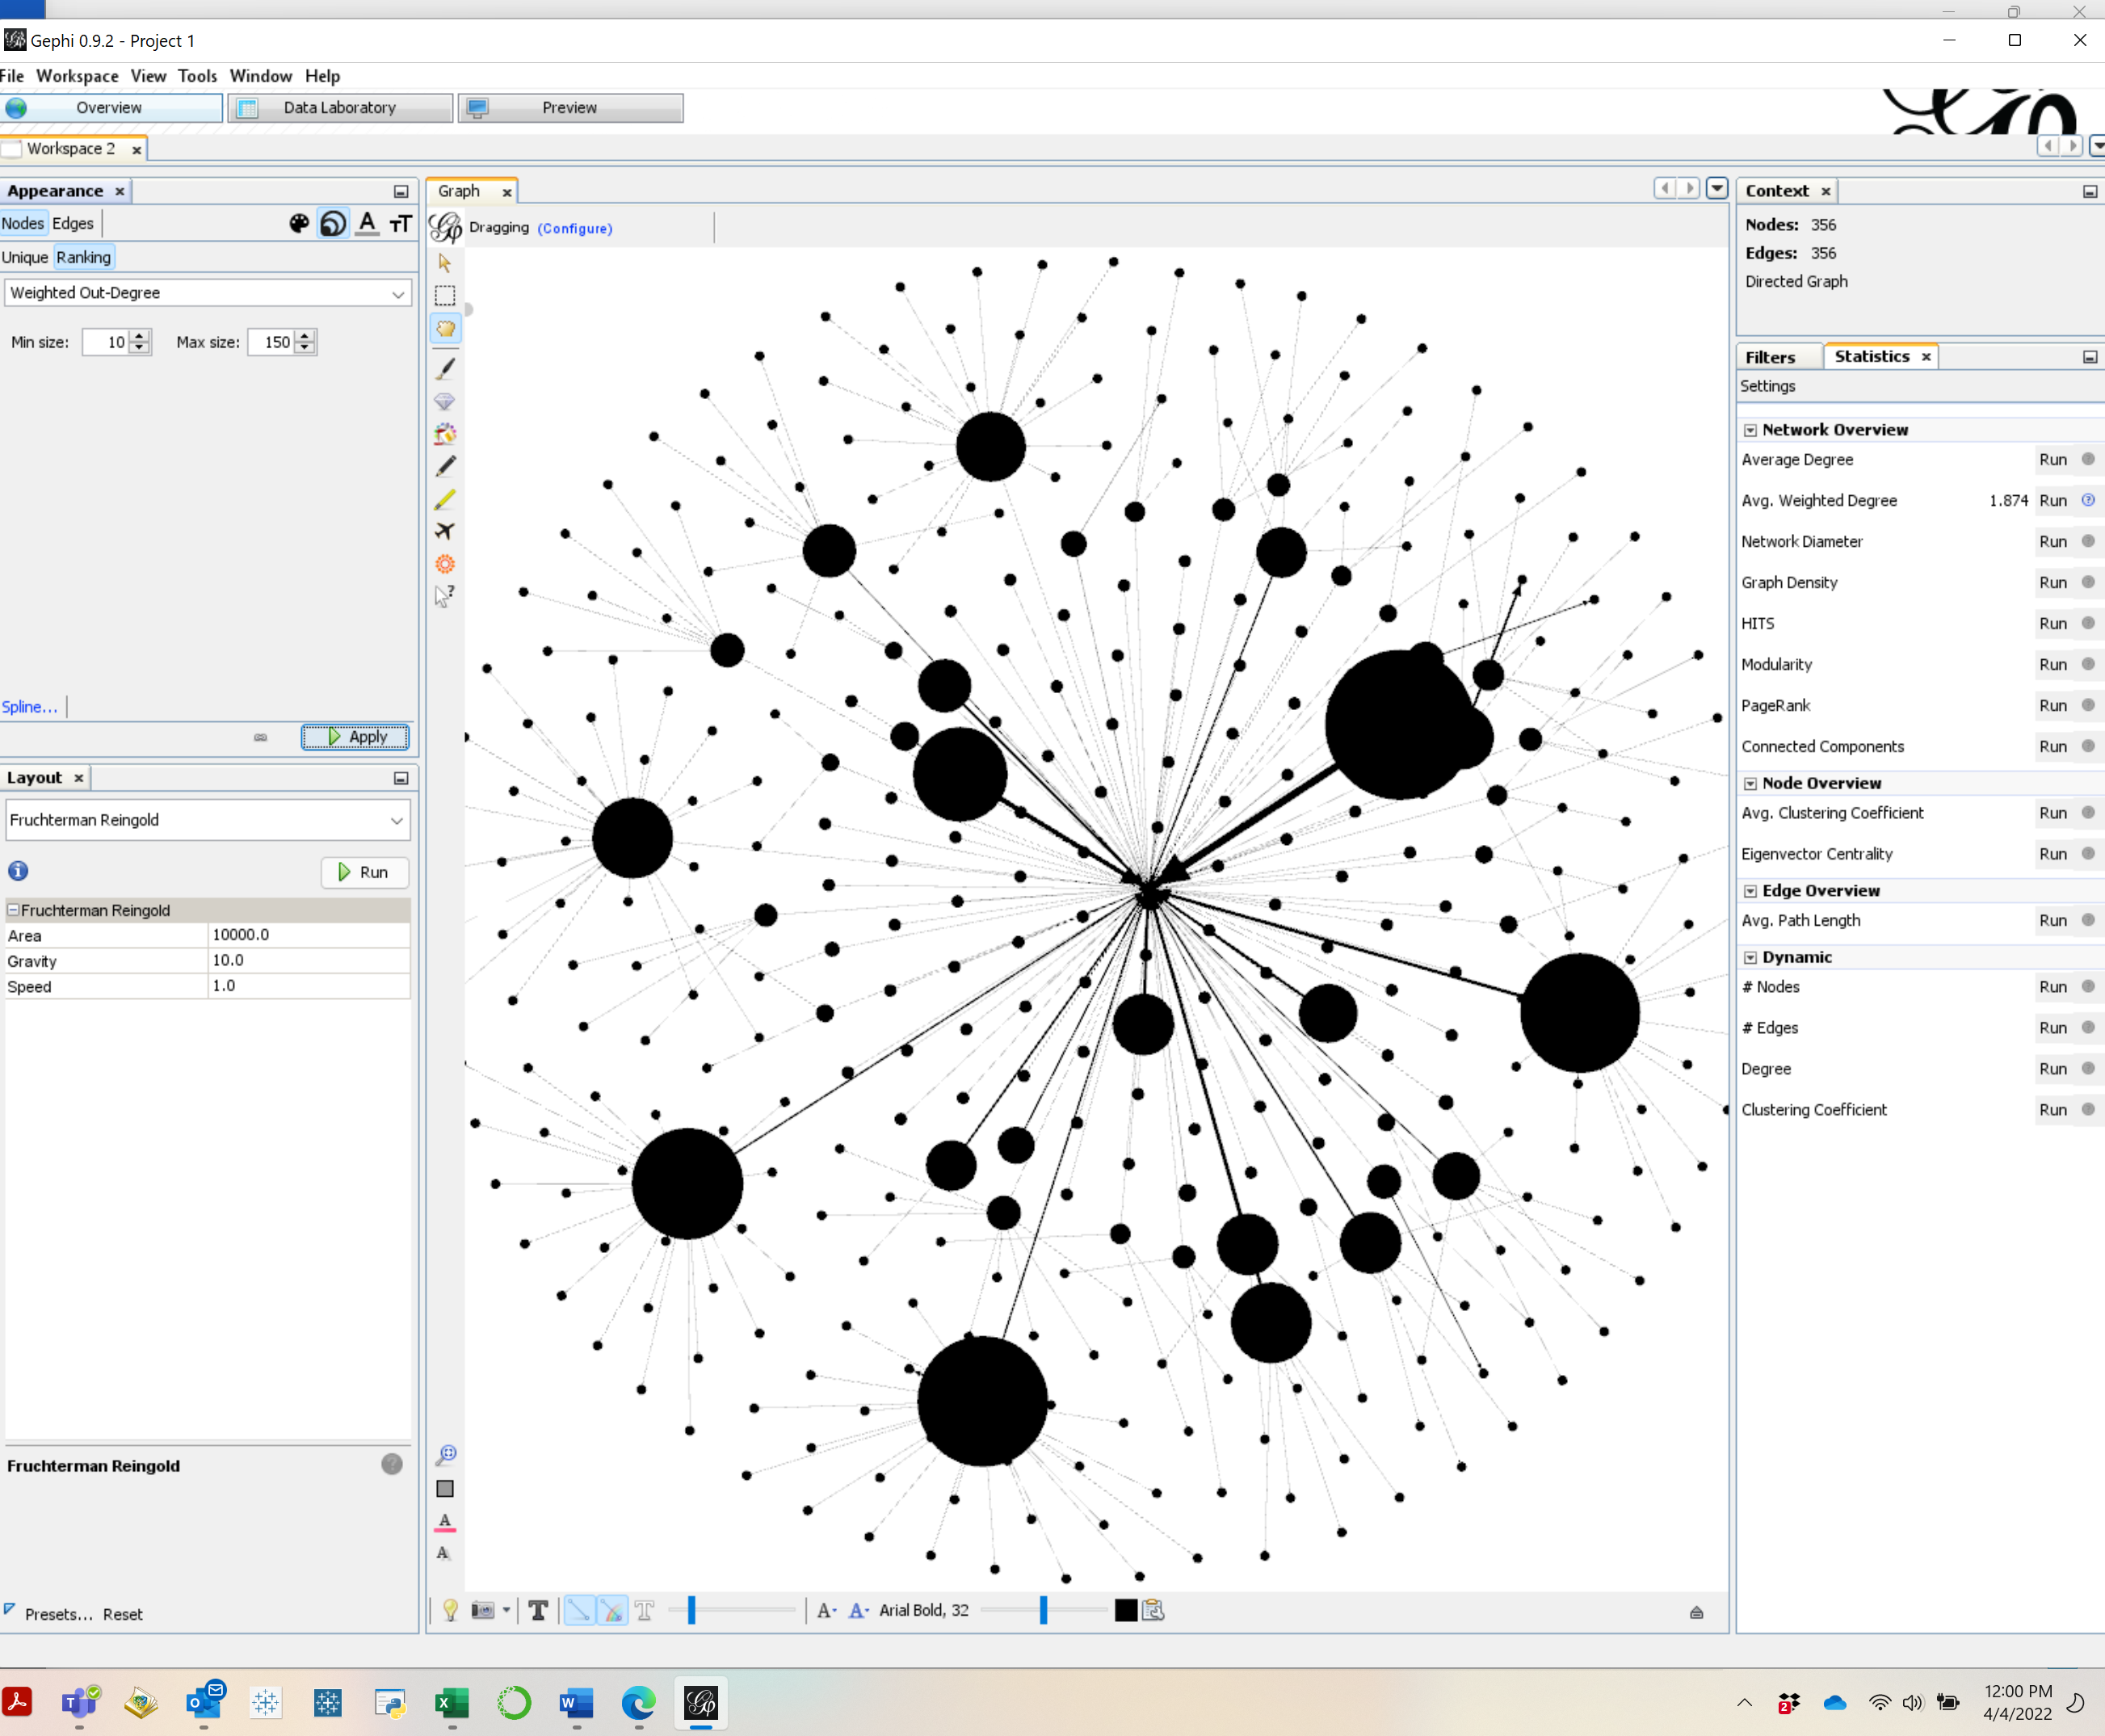 Gephi 0.9.2 - Project 1
File Workspace View Tools Window Help
Overview Data Laboratory Preview
Workspace 2
Appearance
Nodes Edges
Unique Ranking
Weighted Out-Degree
Min size: 10 Max size: 150
Spline...
Apply
Layout
Fruchterman Reingold
Run
Fruchterman Reingold
Area 10000.0
Gravity 10.0
Speed 1.0
Fruchterman Reingold
Presets... Reset
Graph
Dragging (Configure)
Arial Bold, 32
Context
Nodes: 356
Edges: 356
Directed Graph
Filters Statistics
Settings
Network Overview
Average Degree Run
Avg. Weighted Degree 1.874 Run
Network Diameter Run
Graph Density Run
HITS Run
Modularity Run
PageRank Run
Connected Components Run
Node Overview
Avg. Clustering Coefficient Run
Eigenvector Centrality Run
Edge Overview
Avg. Path Length Run
Dynamic
# Nodes Run
# Edges Run
Degree Run
Clustering Coefficient Run
12:00 PM
4/4/2022